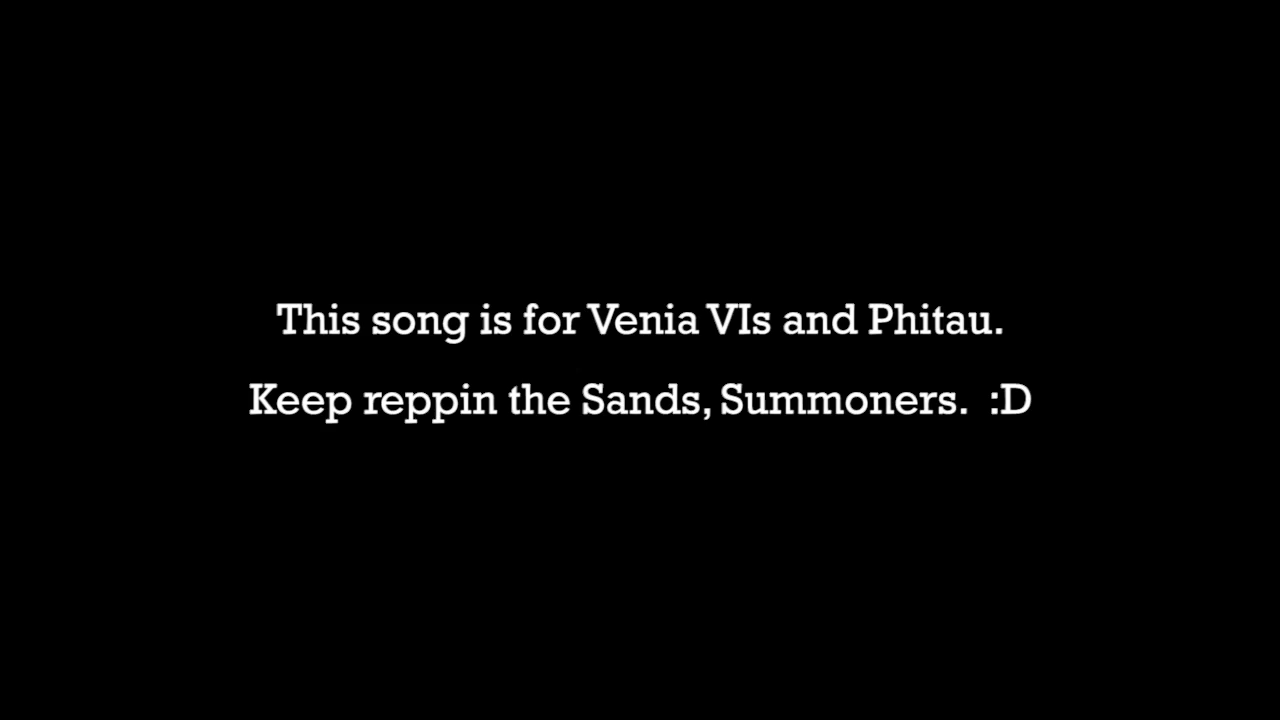 This song is for Venia VIs and Phitau.
Keep reppin the Sands, Summoners.  :D